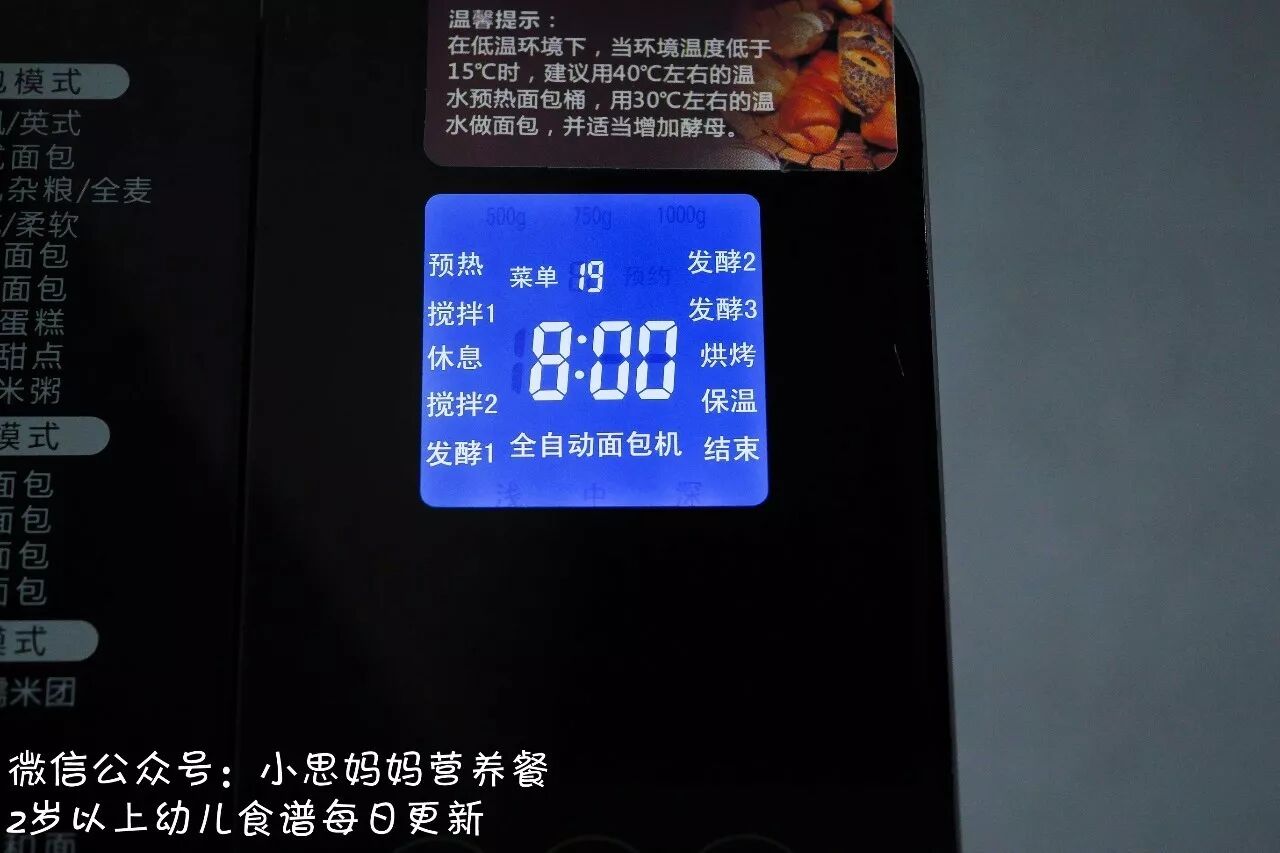 温馨提示：
在低温环境下，当环境温度低于
15℃时，建议用40℃左右的温
水预热面包桶，用30℃左右的温
水做面包，并适当增加酵母。
模式
/英式
面包
杂粮/全麦
/柔软
面包
面包
蛋糕
甜点
米粥
模式
面包
面包
面包
面包
模式
糯米团
和面
500g 750g 1000g
预热
搅拌1
休息
搅拌2
发酵1
菜单 19 预约
8:00
全自动面包机
发酵2
发酵3
烘烤
保温
结束
浅 中 深
微信公众号：小思妈妈营养餐
2岁以上幼儿食谱每日更新